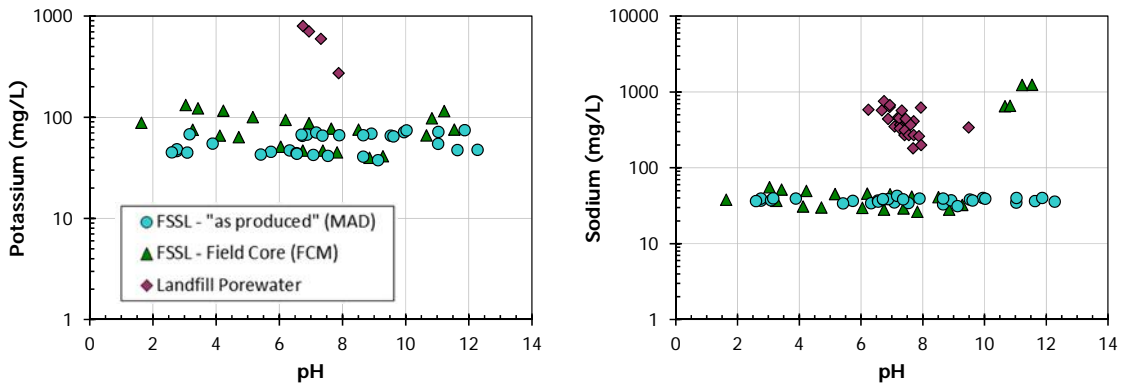 1000
100
10
1
Potassium (mg/L)
FSSL - "as produced" (MAD)
FSSL - Field Core (FCM)
Landfill Porewater
0 2 4 6 8 10 12 14
pH
10000
1000
100
10
1
Sodium (mg/L)
0 2 4 6 8 10 12 14
pH